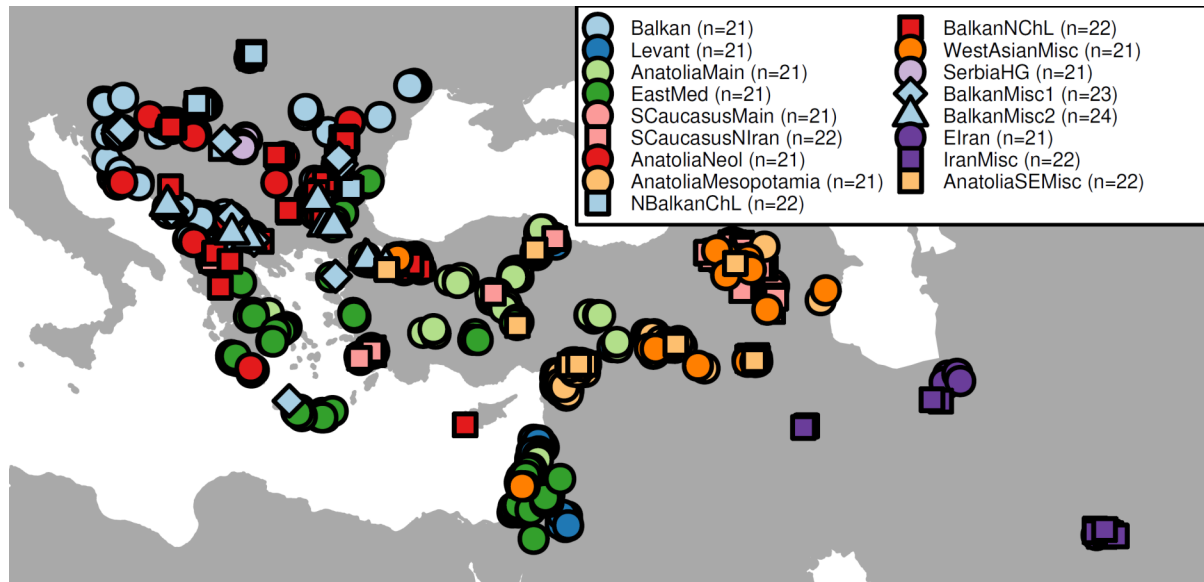 Balkan (n=21)
Levant (n=21)
AnatoliaMain (n=21)
EastMed (n=21)
SCaucasusMain (n=21)
SCaucasusNIran (n=22)
AnatoliaNeol (n=21)
AnatoliaMesopotamia (n=21)
NBalkanChL (n=22)
BalkanNChL (n=22)
WestAsianMisc (n=21)
SerbiaHG (n=21)
BalkanMisc1 (n=23)
BalkanMisc2 (n=24)
EIran (n=21)
IranMisc (n=22)
AnatoliaSEMisc (n=22)